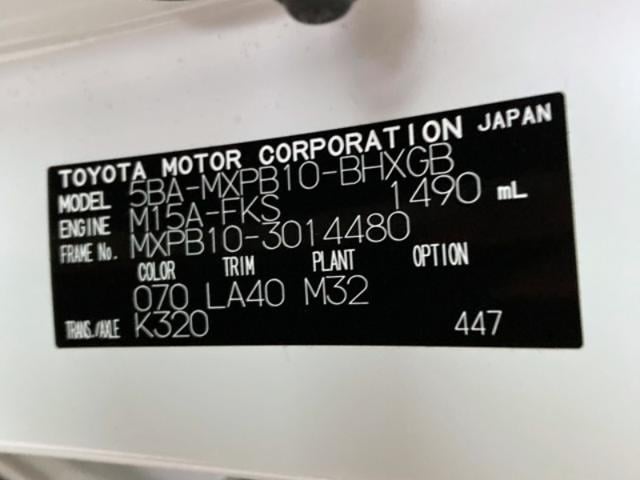 TOYOTA MOTOR CORPORATION JAPAN
MODEL 5BA-MXPB10-BHXGB
ENGINE M15A-FKS 1490 mL
FRAME No. MXPB10-3014480
COLOR TRIM PLANT OPTION
070 LA40 M32
TRANS./AXLE K320 447